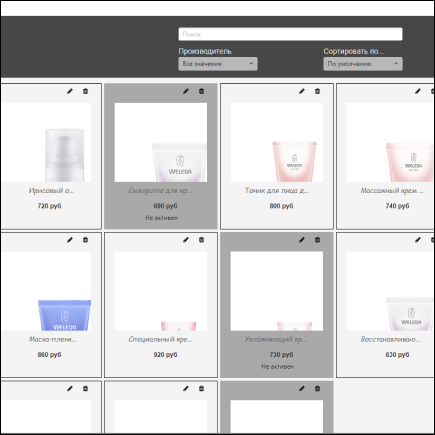 Поиск
Производитель
Сортировать по...
Все значения
По умолчанию
WELEDA
WELEDA
WELEDA
Ирисовый а...
Сыворотка для ко...
Тоник для лица д...
Массажный крем ...
720 руб
690 руб
800 руб
740 руб
Не активен
WELEDA
WELEDA
Маска-пленк...
Специальный кре...
Увлажняющий кр...
Восстанавливаю...
860 руб
920 руб
730 руб
630 руб
Не активен